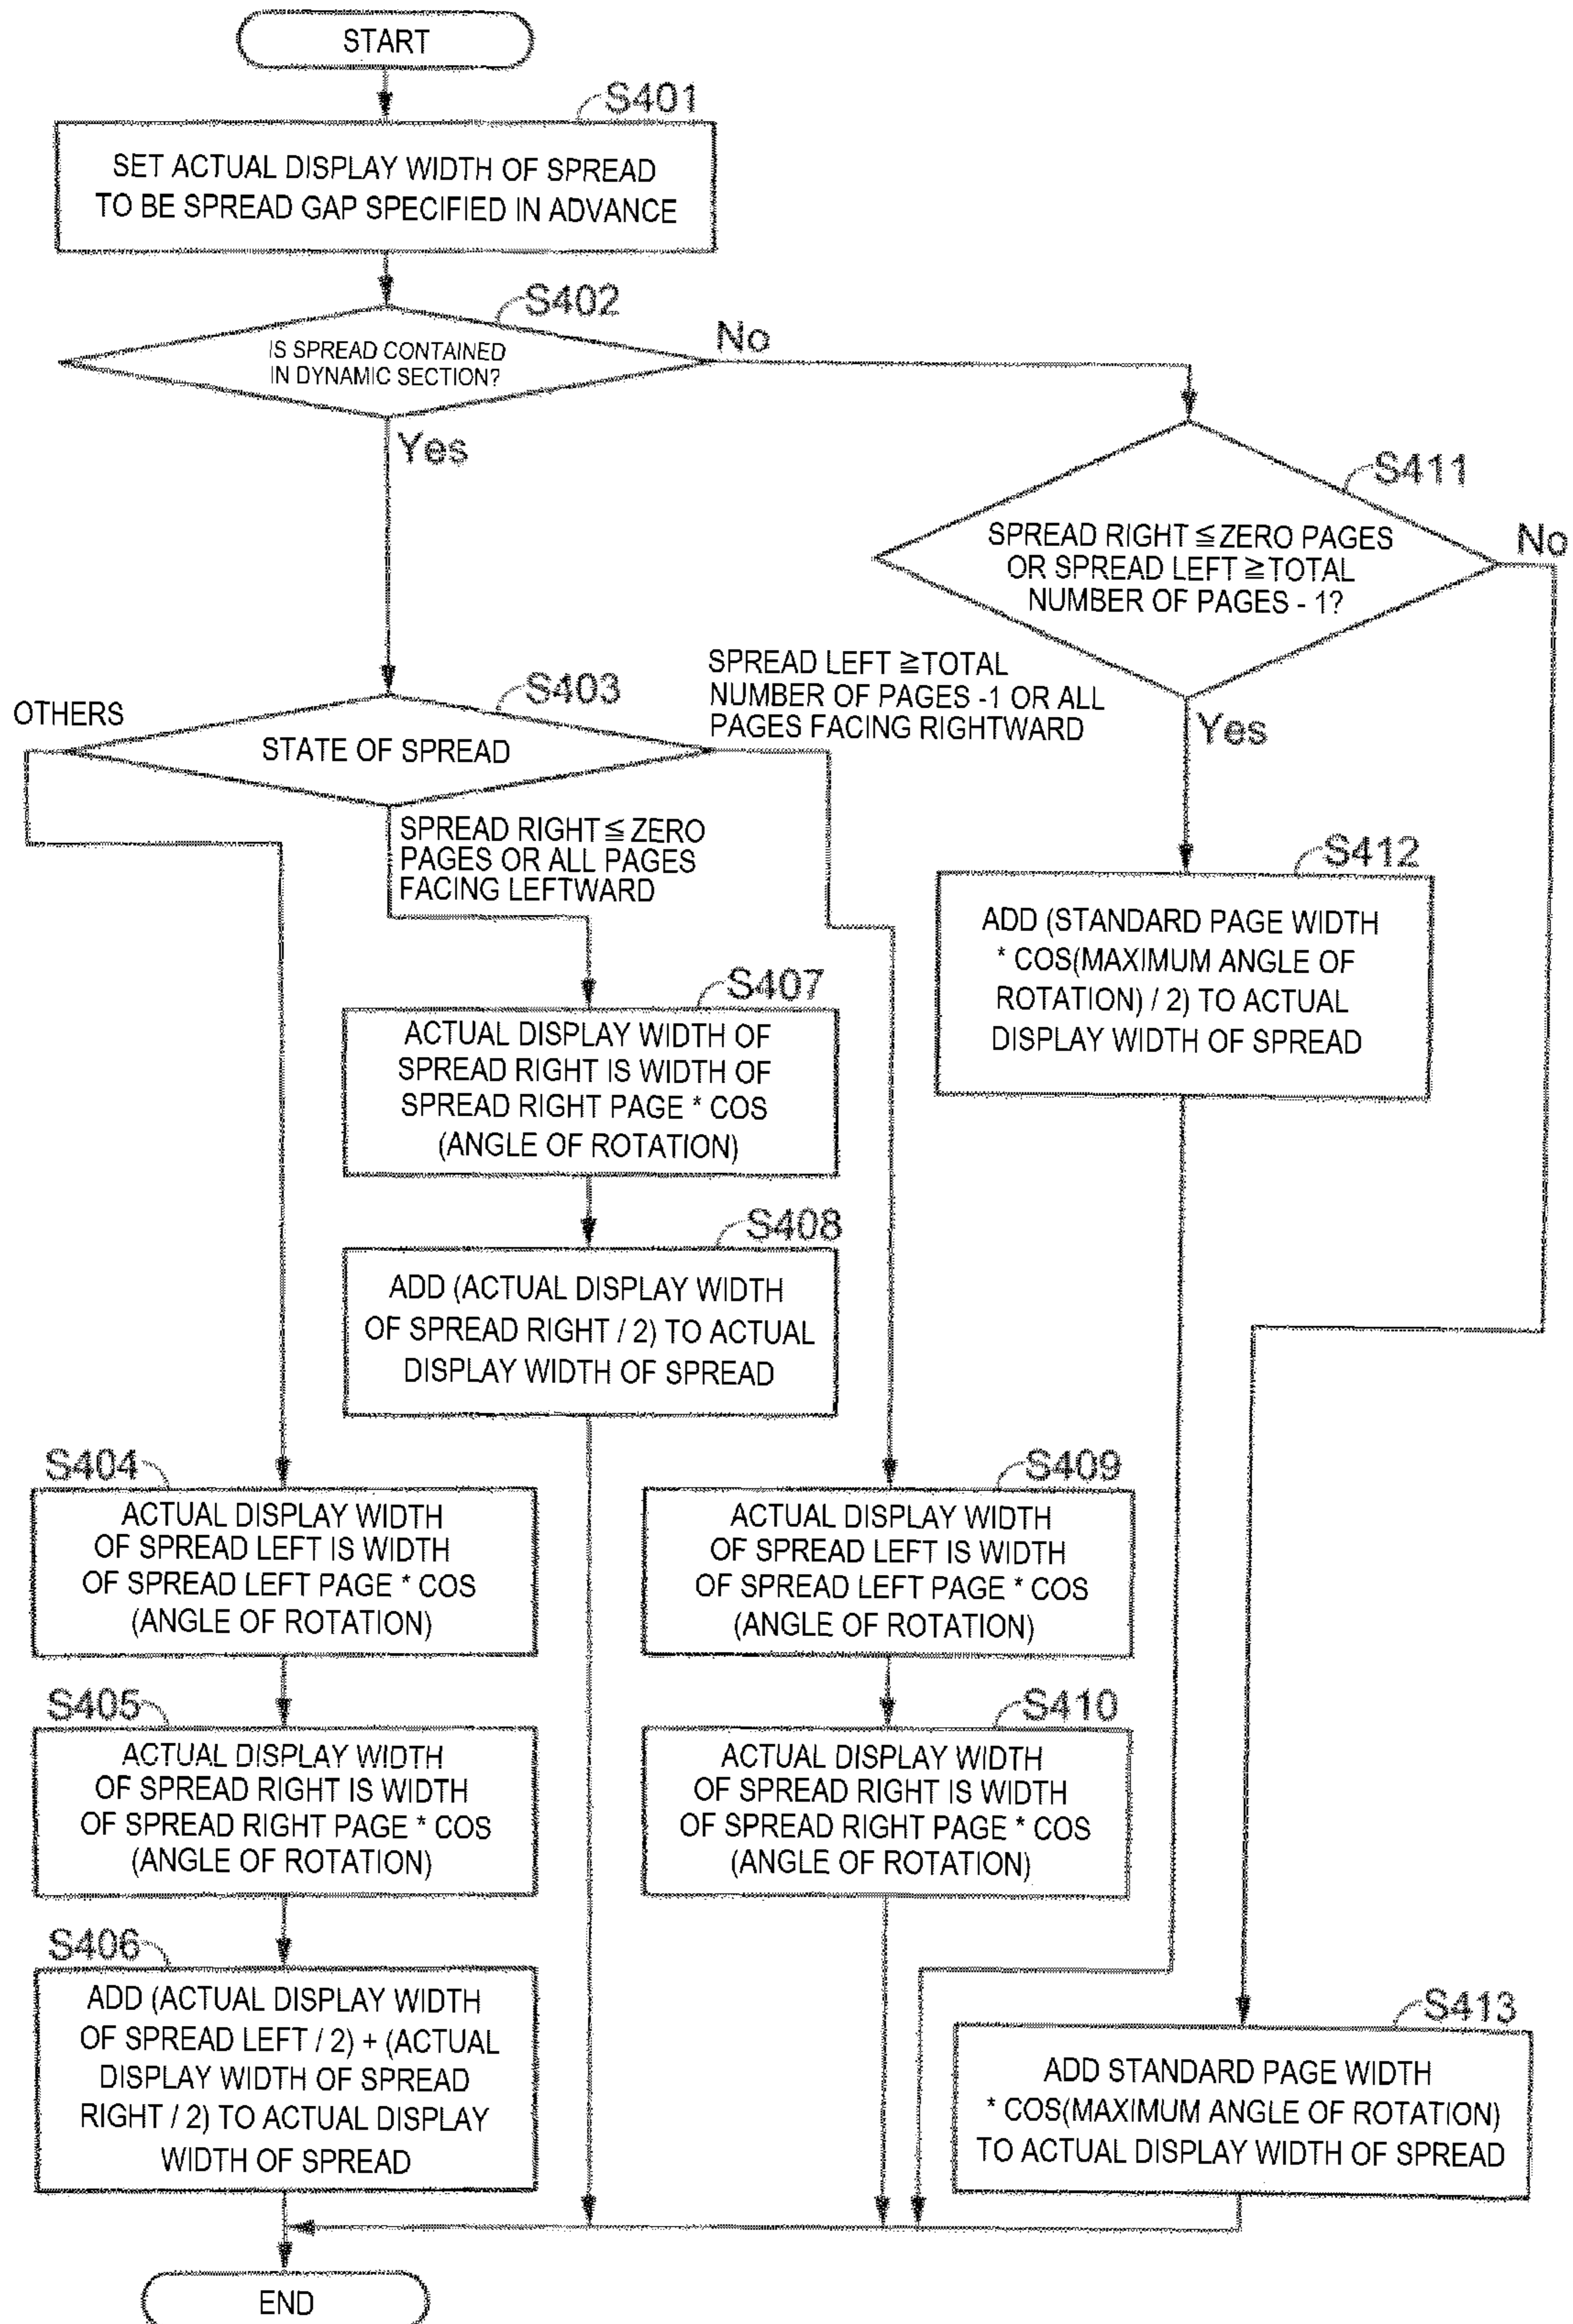 START
S401
SET ACTUAL DISPLAY WIDTH OF SPREAD
TO BE SPREAD GAP SPECIFIED IN ADVANCE
S402
IS SPREAD CONTAINED
IN DYNAMIC SECTION?
No
Yes
S411
SPREAD RIGHT ≦ ZERO PAGES
OR SPREAD LEFT ≧ TOTAL
NUMBER OF PAGES - 1?
No
Yes
S403
STATE OF SPREAD
OTHERS
SPREAD LEFT ≧ TOTAL
NUMBER OF PAGES -1 OR ALL
PAGES FACING RIGHTWARD
SPREAD RIGHT ≦ ZERO
PAGES OR ALL PAGES
FACING LEFTWARD
S412
ADD (STANDARD PAGE WIDTH
* COS(MAXIMUM ANGLE OF
ROTATION) / 2) TO ACTUAL
DISPLAY WIDTH OF SPREAD
S407
ACTUAL DISPLAY WIDTH OF
SPREAD RIGHT IS WIDTH OF
SPREAD RIGHT PAGE * COS
(ANGLE OF ROTATION)
S408
ADD (ACTUAL DISPLAY WIDTH
OF SPREAD RIGHT / 2) TO ACTUAL
DISPLAY WIDTH OF SPREAD
S404
ACTUAL DISPLAY WIDTH
OF SPREAD LEFT IS WIDTH
OF SPREAD LEFT PAGE * COS
(ANGLE OF ROTATION)
S409
ACTUAL DISPLAY WIDTH
OF SPREAD LEFT IS WIDTH
OF SPREAD LEFT PAGE * COS
(ANGLE OF ROTATION)
S405
ACTUAL DISPLAY WIDTH
OF SPREAD RIGHT IS WIDTH
OF SPREAD RIGHT PAGE * COS
(ANGLE OF ROTATION)
S410
ACTUAL DISPLAY WIDTH
OF SPREAD RIGHT IS WIDTH
OF SPREAD RIGHT PAGE * COS
(ANGLE OF ROTATION)
S406
ADD (ACTUAL DISPLAY WIDTH
OF SPREAD LEFT / 2) + (ACTUAL
DISPLAY WIDTH OF SPREAD
RIGHT / 2) TO ACTUAL DISPLAY
WIDTH OF SPREAD
S413
ADD STANDARD PAGE WIDTH
* COS(MAXIMUM ANGLE OF ROTATION)
TO ACTUAL DISPLAY WIDTH OF SPREAD
END